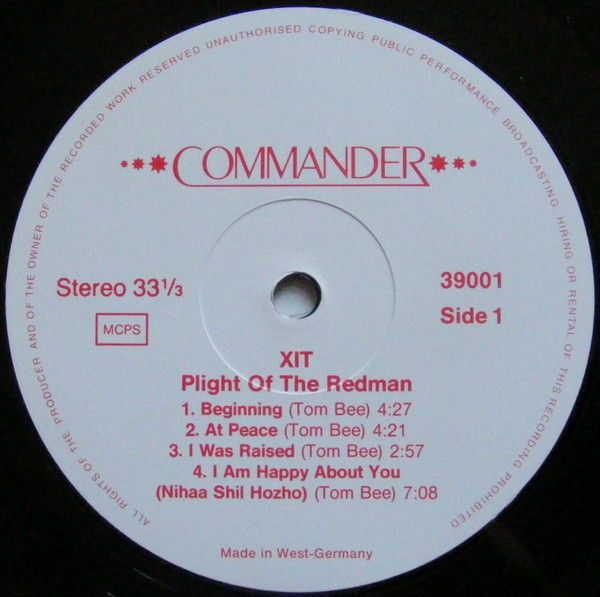 ALL RIGHTS OF THE PRODUCER AND OF THE OWNER OF THE RECORDED WORK RESERVED UNAUTHORISED COPYING PUBLIC PERFORMANCE BROADCASTING HIRING OR RENTAL OF THIS RECORDING PROHIBITED
COMMANDER
Stereo 33 1/3
39001
MCPS
Side 1
XIT
Plight Of The Redman
1. Beginning (Tom Bee) 4:27
2. At Peace (Tom Bee) 4:21
3. I Was Raised (Tom Bee) 2:57
4. I Am Happy About You
(Nihaa Shil Hozho) (Tom Bee) 7:08
Made in West-Germany